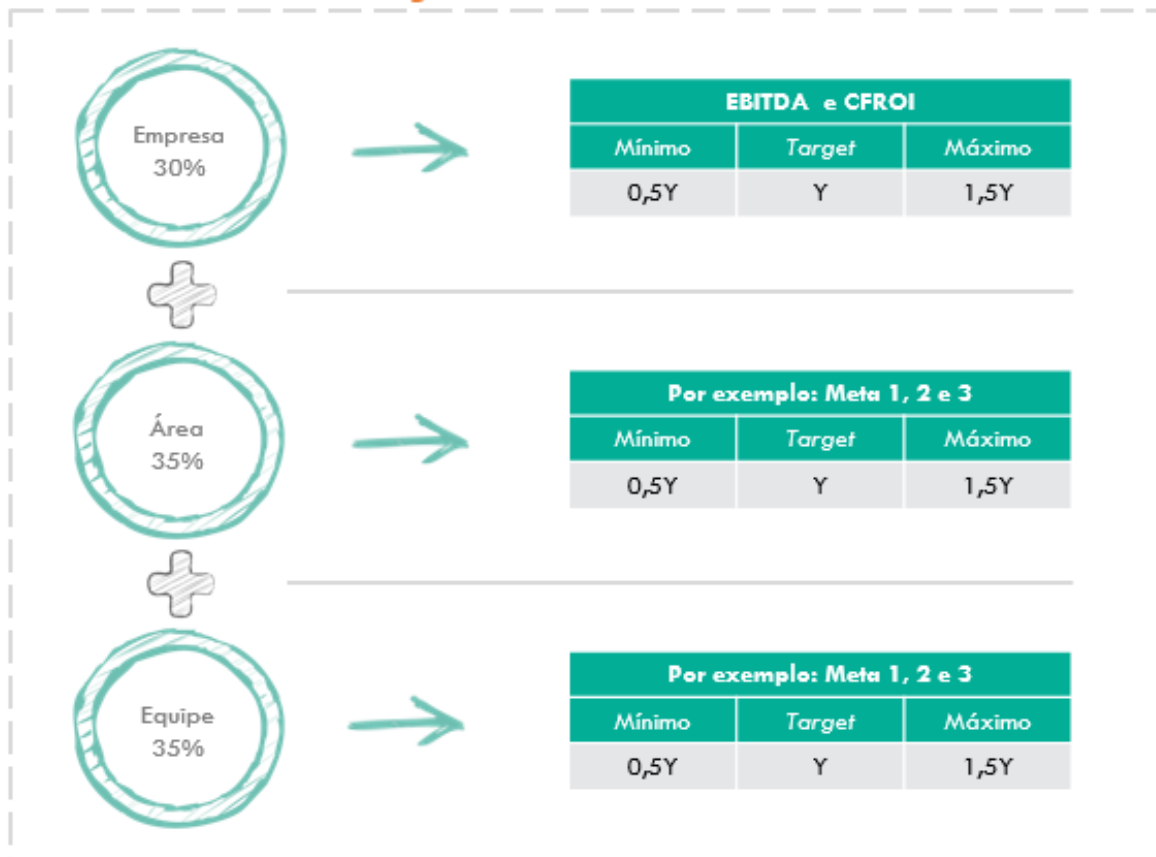 Empresa
30%
EBITDA e CFROI
Mínimo Target Máximo
0,5Y Y 1,5Y
Área
35%
Por exemplo: Meta 1, 2 e 3
Mínimo Target Máximo
0,5Y Y 1,5Y
Equipe
35%
Por exemplo: Meta 1, 2 e 3
Mínimo Target Máximo
0,5Y Y 1,5Y